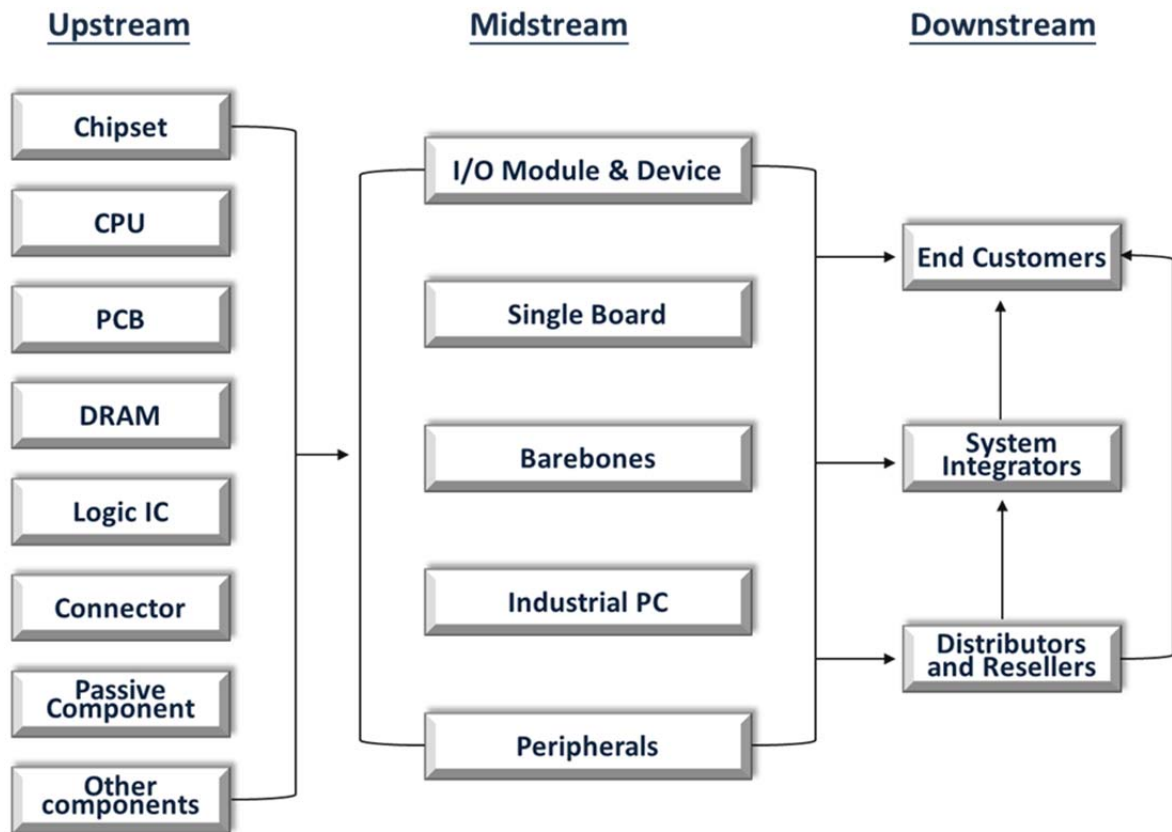 Upstream
Midstream
Downstream
Chipset
CPU
PCB
DRAM
Logic IC
Connector
Passive
Component
Other
components
I/O Module & Device
Single Board
Barebones
Industrial PC
Peripherals
End Customers
System
Integrators
Distributors
and Resellers